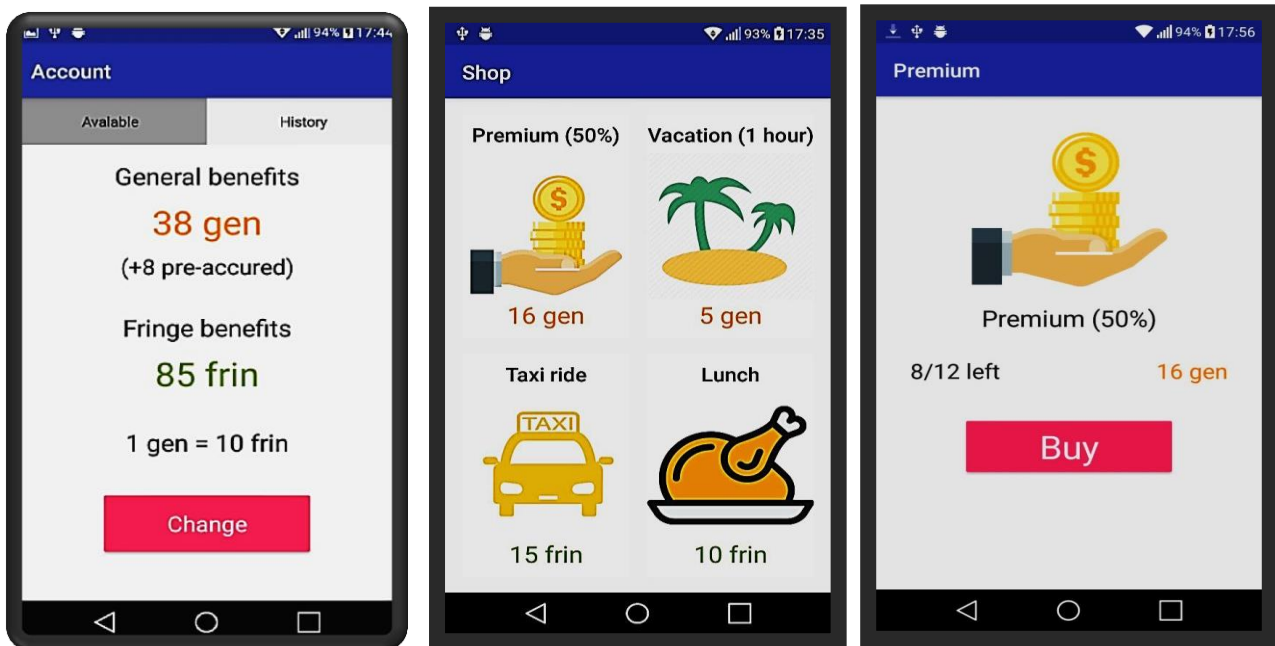 94% 17:44
Account
Avalable
History
General benefits
38 gen
(+8 pre-accured)
Fringe benefits
85 frin
1 gen = 10 frin
Change
93% 17:35
Shop
Premium (50%)
Vacation (1 hour)
$
16 gen
5 gen
Taxi ride
Lunch
TAXI
15 frin
10 frin
94% 17:56
Premium
$
Premium (50%)
8/12 left
16 gen
Buy